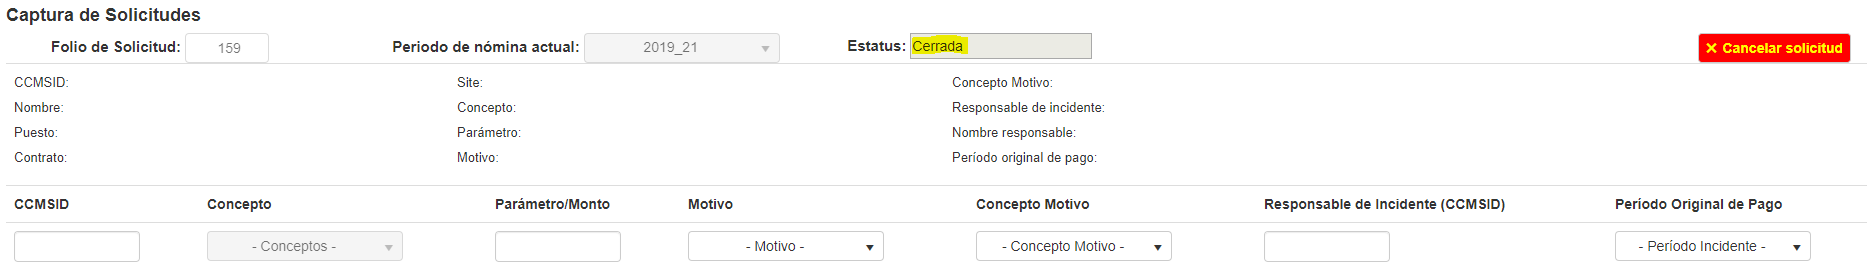 Captura de Solicitudes
Folio de Solicitud: 159 Periodo de nómina actual: 2019_21 Estatus: Cerrada × Cancelar solicitud
CCMSID: Site: Concepto Motivo:
Nombre: Concepto: Responsable de incidente:
Puesto: Parámetro: Nombre responsable:
Contrato: Motivo: Período original de pago:
CCMSID Concepto Parámetro/Monto Motivo Concepto Motivo Responsable de Incidente (CCMSID) Período Original de Pago
- Conceptos - - Motivo - - Concepto Motivo - - Período Incidente -